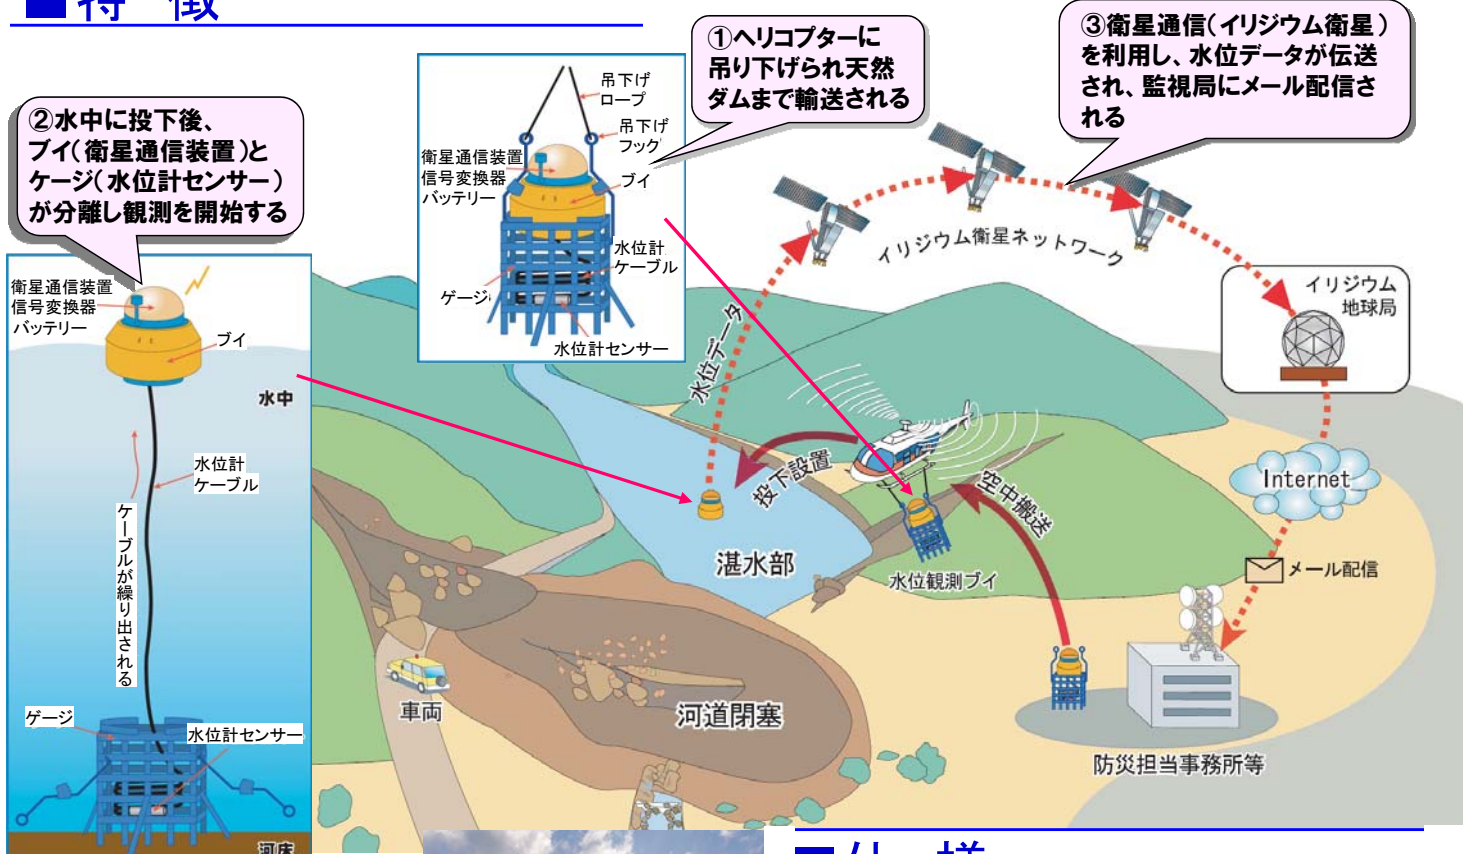 ■特 徴
①ヘリコプターに
吊り下げられ天然
ダムまで輸送される
③衛星通信（イリジウム衛星）
を利用し、水位データが伝送
され、監視局にメール配信さ
れる
②水中に投下後、
ブイ（衛星通信装置）と
ケージ（水位計センサー）
が分離し観測を開始する
吊下げ
ロープ
吊下げ
フック
衛星通信装置
信号変換器
バッテリー
ブイ
水位計
ケーブル
ゲージ
水位計センサー
衛星通信装置
信号変換器
バッテリー
ブイ
水中
水位計
ケーブル
ケーブルが繰り出される
ゲージ
水位計センサー
河床
イリジウム衛星ネットワーク
イリジウム
地球局
水位データ
投下設置
空中搬送
Internet
メール配信
湛水部
水位観測ブイ
車両
河道閉塞
防災担当事務所等
■仕 様